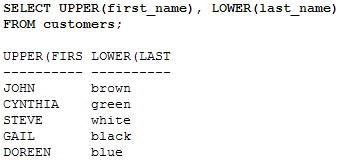 SELECT UPPER(first_name), LOWER(last_name)
FROM customers;
UPPER(FIRS LOWER(LAST
---------- ----------
JOHN brown
CYNTHIA green
STEVE white
GAIL black
DOREEN blue